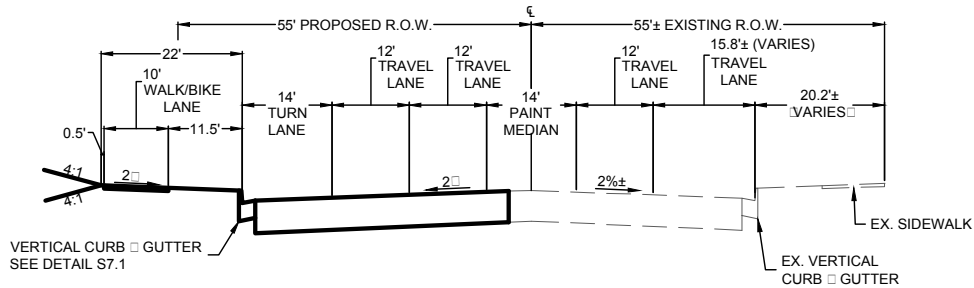 ℄
55' PROPOSED R.O.W.
55'± EXISTING R.O.W.
22'
10'
WALK/BIKE
LANE
0.5'
11.5'
14'
TURN
LANE
12'
TRAVEL
LANE
12'
TRAVEL
LANE
14'
PAINT
MEDIAN
12'
TRAVEL
LANE
15.8'± (VARIES)
TRAVEL
LANE
20.2'±
□VARIES□
4:1
4:1
2□
2□
2%±
VERTICAL CURB □ GUTTER
SEE DETAIL S7.1
EX. SIDEWALK
EX. VERTICAL
CURB □ GUTTER